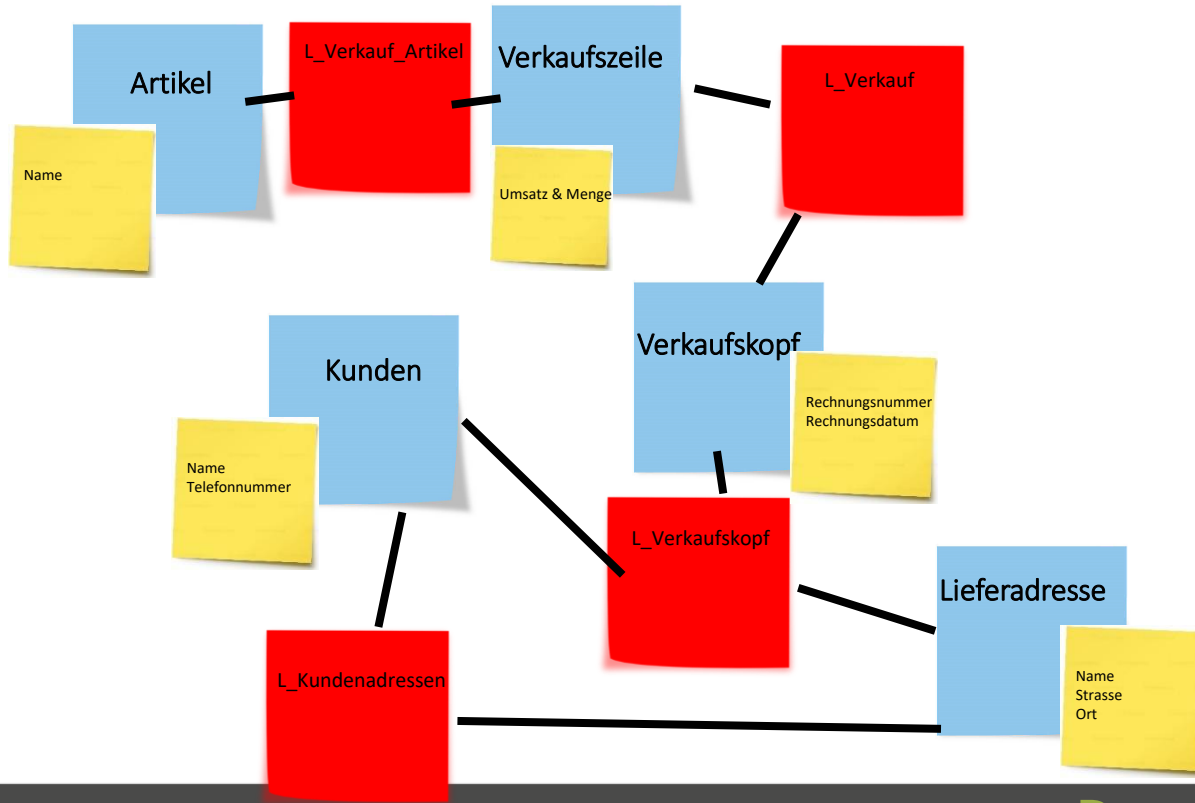 Artikel
L_Verkauf_Artikel
Verkaufszeile
L_Verkauf
Name
Umsatz & Menge
Kunden
Verkaufskopf
Rechnungsnummer
Rechnungsdatum
Name
Telefonnummer
L_Verkaufskopf
Lieferadresse
L_Kundenadressen
Name
Strasse
Ort